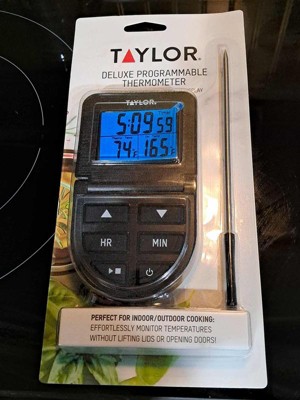 TAYLOR®
DELUXE PROGRAMMABLE
THERMOMETER
TAYLOR®
5:09 59
74°F 165°F
HR
MIN
PERFECT FOR INDOOR/OUTDOOR COOKING:
EFFORTLESSLY MONITOR TEMPERATURES
WITHOUT LIFTING LIDS OR OPENING DOORS!